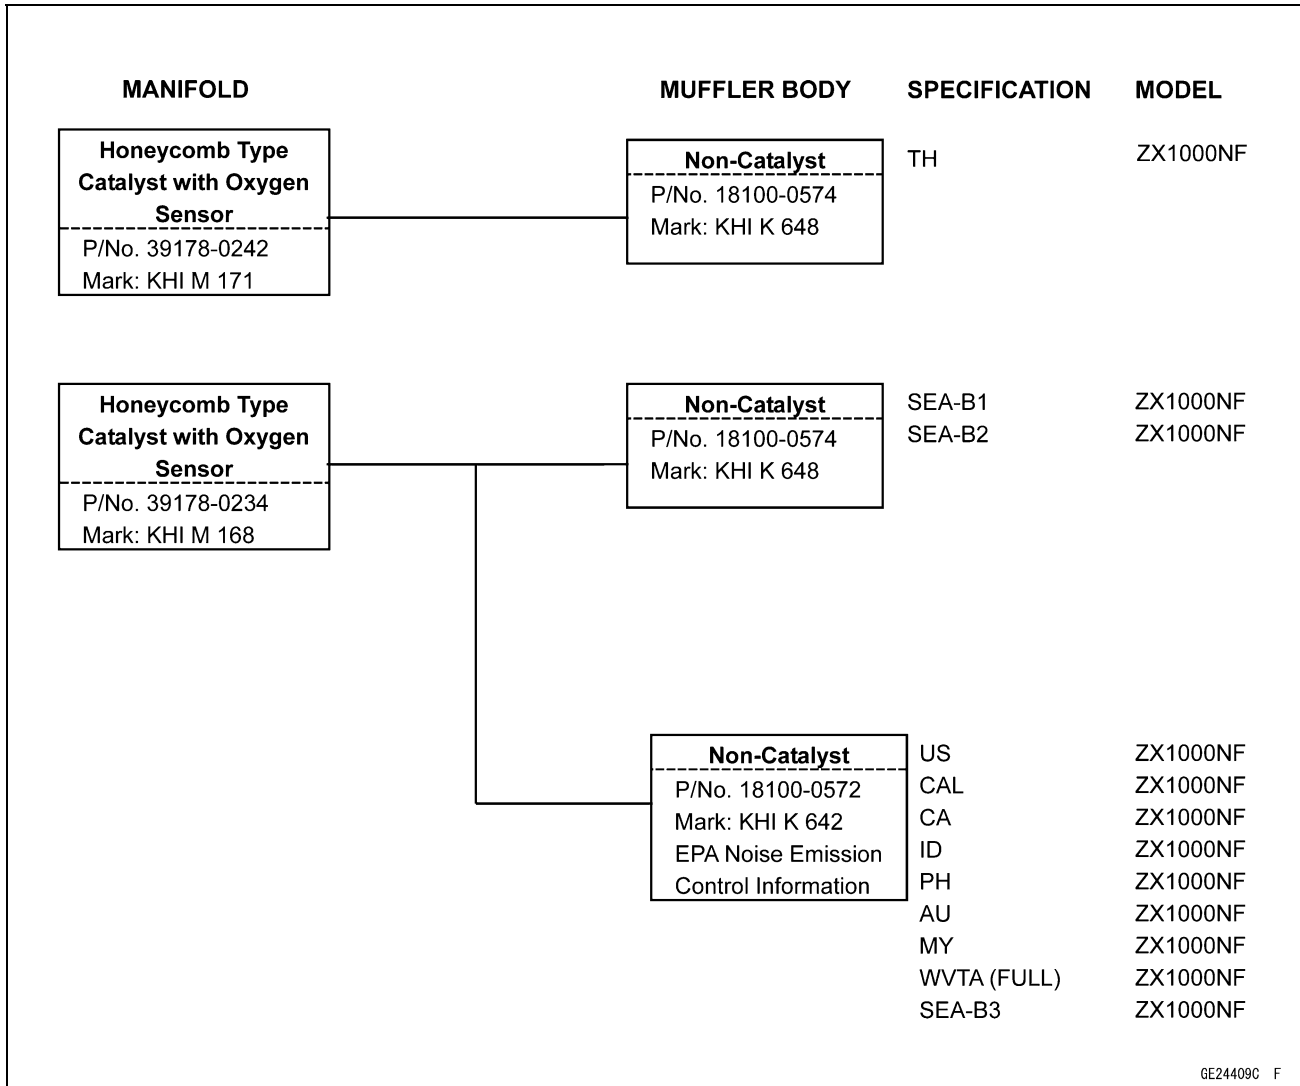 MANIFOLD MUFFLER BODY SPECIFICATION MODEL
Honeycomb Type
Catalyst with Oxygen
Sensor
P/No. 39178-0242
Mark: KHI M 171
Non-Catalyst
P/No. 18100-0574
Mark: KHI K 648
TH ZX1000NF
Honeycomb Type
Catalyst with Oxygen
Sensor
P/No. 39178-0234
Mark: KHI M 168
Non-Catalyst
P/No. 18100-0574
Mark: KHI K 648
SEA-B1 ZX1000NF
SEA-B2 ZX1000NF
Non-Catalyst
P/No. 18100-0572
Mark: KHI K 642
EPA Noise Emission
Control Information
US ZX1000NF
CAL ZX1000NF
CA ZX1000NF
ID ZX1000NF
PH ZX1000NF
AU ZX1000NF
MY ZX1000NF
WVTA (FULL) ZX1000NF
SEA-B3 ZX1000NF
GE24409C F